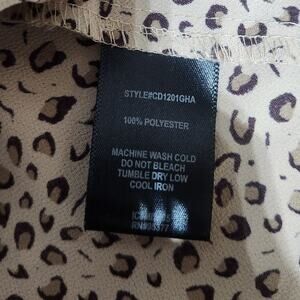 STYLE#CD1201GHA
100% POLYESTER
MACHINE WASH COLD
DO NOT BLEACH
TUMBLE DRY LOW
COOL IRON